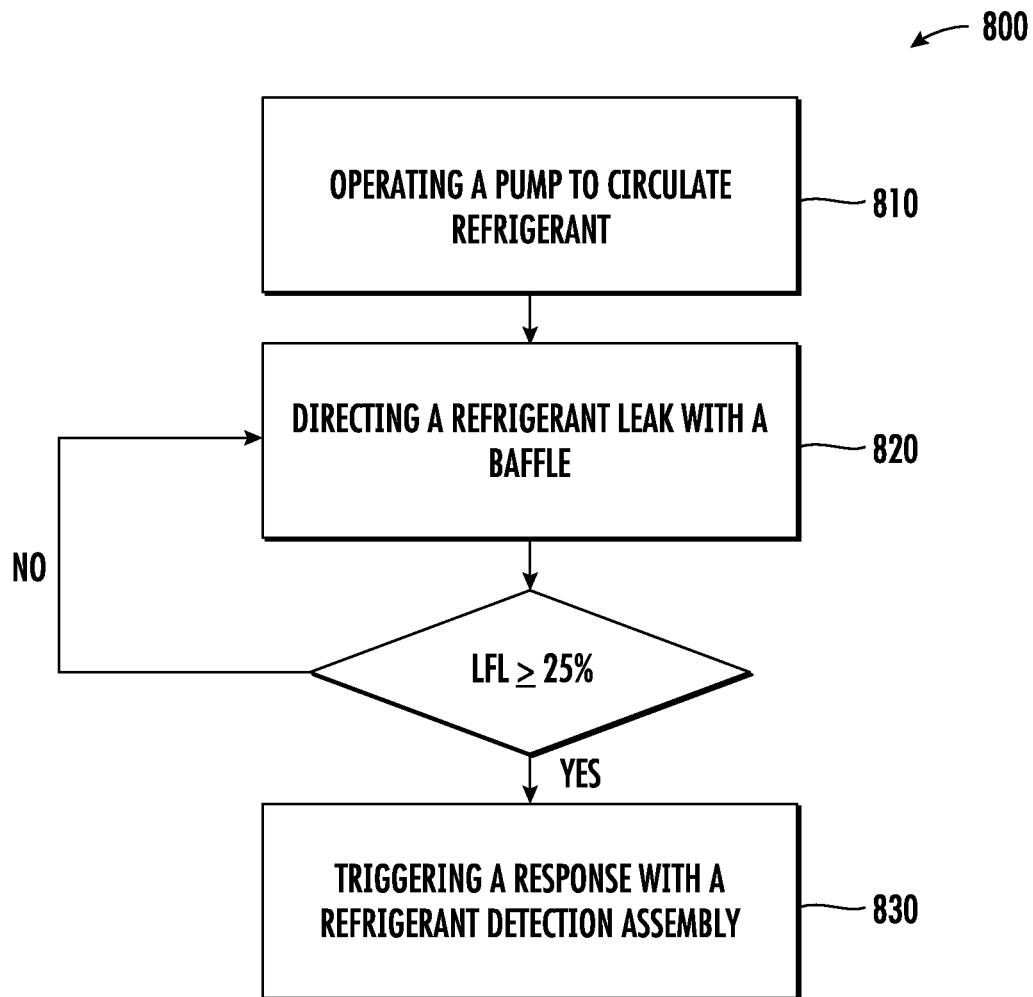 800
OPERATING A PUMP TO CIRCULATE
REFRIGERANT
810
DIRECTING A REFRIGERANT LEAK WITH A
BAFFLE
820
NO
LFL ≥ 25%
YES
TRIGGERING A RESPONSE WITH A
REFRIGERANT DETECTION ASSEMBLY
830